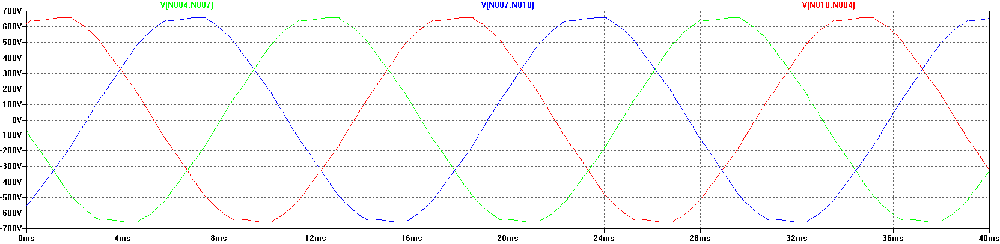 V(N004,N007) V(N007,N010) V(N010,N004)
700V
600V
500V
400V
300V
200V
100V
0V
-100V
-200V
-300V
-400V
-500V
-600V
-700V
0ms 4ms 8ms 12ms 16ms 20ms 24ms 28ms 32ms 36ms 40ms